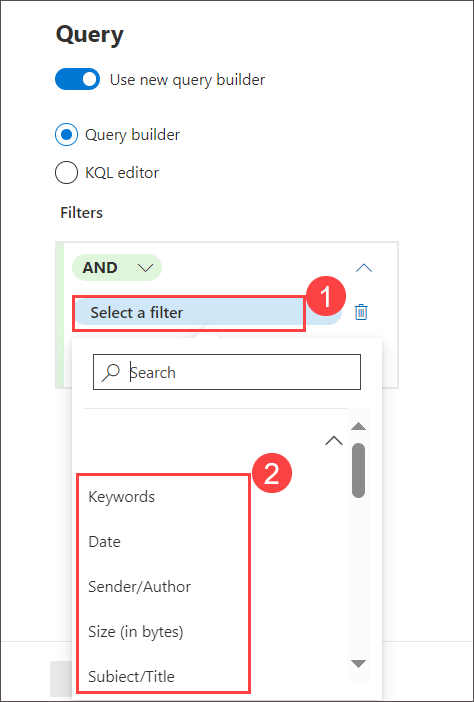 Query
Use new query builder
Query builder
KQL editor
Filters
AND
1
Select a filter
Search
2
Keywords
Date
Sender/Author
Size (in bytes)
Subject/Title